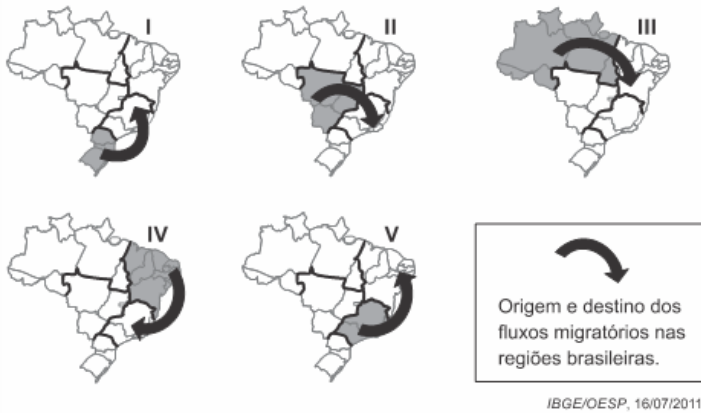 I
II
III
IV
V
Origem e destino dos
fluxos migratórios nas
regiões brasileiras.
IBGE/OESP, 16/07/2011